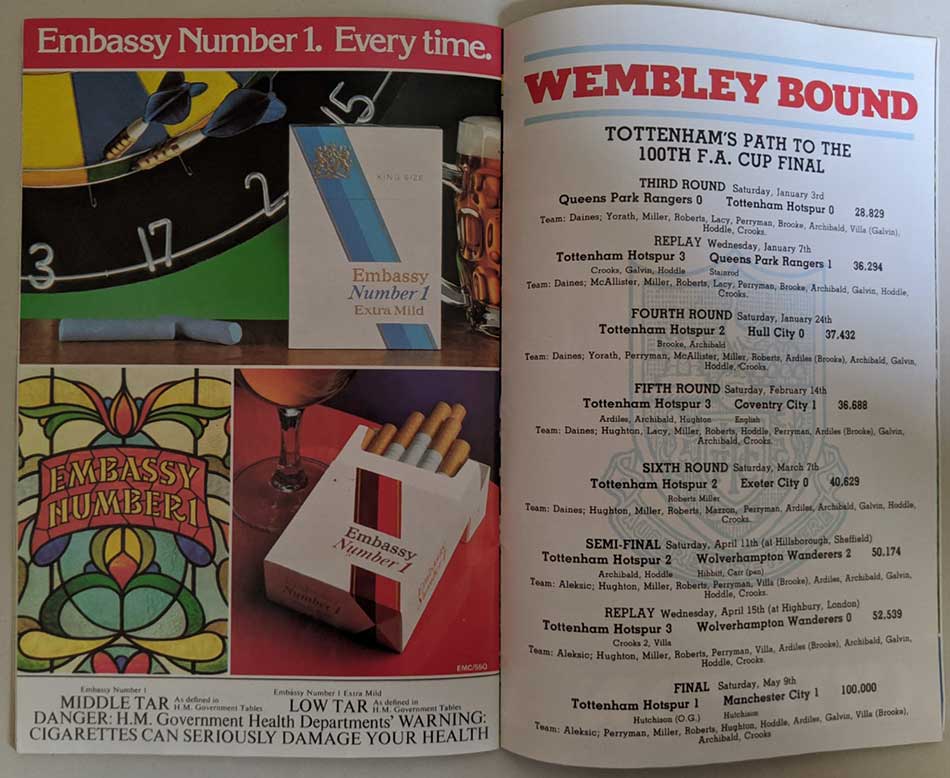 Embassy Number 1. Every time.
15
2
17
3
KING SIZE
Embassy
Number 1
Extra Mild
EMBASSY
NUMBER 1
Embassy
Number 1
Number 1
EMC/55O
Embassy Number 1
MIDDLE TAR As defined in H.M. Government Tables
Embassy Number 1 Extra Mild
LOW TAR As defined in H.M. Government Tables
DANGER: H.M. Government Health Departments' WARNING:
CIGARETTES CAN SERIOUSLY DAMAGE YOUR HEALTH
WEMBLEY BOUND
TOTTENHAM'S PATH TO THE
100TH F.A. CUP FINAL
THIRD ROUND Saturday, January 3rd
Queens Park Rangers 0 Tottenham Hotspur 0 28.829
Team: Daines; Yorath, Miller, Roberts, Lacy, Perryman, Brooke, Archibald, Villa (Galvin),
Hoddle, Crooks.
REPLAY Wednesday, January 7th
Tottenham Hotspur 3 Queens Park Rangers 1 36.294
Crooks, Galvin, Hoddle Stainrod
Team: Daines; McAllister, Miller, Roberts, Lacy, Perryman, Brooke, Archibald, Galvin, Hoddle,
Crooks.
FOURTH ROUND Saturday, January 24th
Tottenham Hotspur 2 Hull City 0 37.432
Brooke, Archibald
Team: Daines; Yorath, Perryman, McAllister, Miller, Roberts, Ardiles (Brooke), Archibald, Galvin,
Hoddle, Crooks.
FIFTH ROUND Saturday, February 14th
Tottenham Hotspur 3 Coventry City 1 36.688
Ardiles, Archibald, Hughton English
Team: Daines; Hughton, Lacy, Miller, Roberts, Hoddle, Perryman, Ardiles (Brooke), Galvin,
Archibald, Crooks.
SIXTH ROUND Saturday, March 7th
Tottenham Hotspur 2 Exeter City 0 40.629
Roberts Miller
Team: Daines; Hughton, Miller, Roberts, Mazzon, Perryman, Ardiles, Archibald, Galvin, Hoddle,
Crooks.
SEMI-FINAL Saturday, April 11th (at Hillsborough, Sheffield)
Tottenham Hotspur 2 Wolverhampton Wanderers 2 50.174
Archibald, Hoddle Hibbitt, Carr (pen)
Team: Aleksic; Hughton, Miller, Roberts, Perryman, Villa (Brooke), Ardiles, Archibald, Galvin,
Hoddle, Crooks.
REPLAY Wednesday, April 15th (at Highbury, London)
Tottenham Hotspur 3 Wolverhampton Wanderers 0 52.539
Crooks 2, Villa
Team: Aleksic; Hughton, Miller, Roberts, Perryman, Villa, Ardiles (Brooke), Archibald, Galvin,
Hoddle, Crooks.
FINAL Saturday, May 9th
Tottenham Hotspur 1 Manchester City 1 100.000
Hutchison (O.G.) Hutchison
Team: Aleksic; Perryman, Miller, Roberts, Hughton, Hoddle, Ardiles, Galvin, Villa (Brooke),
Archibald, Crooks